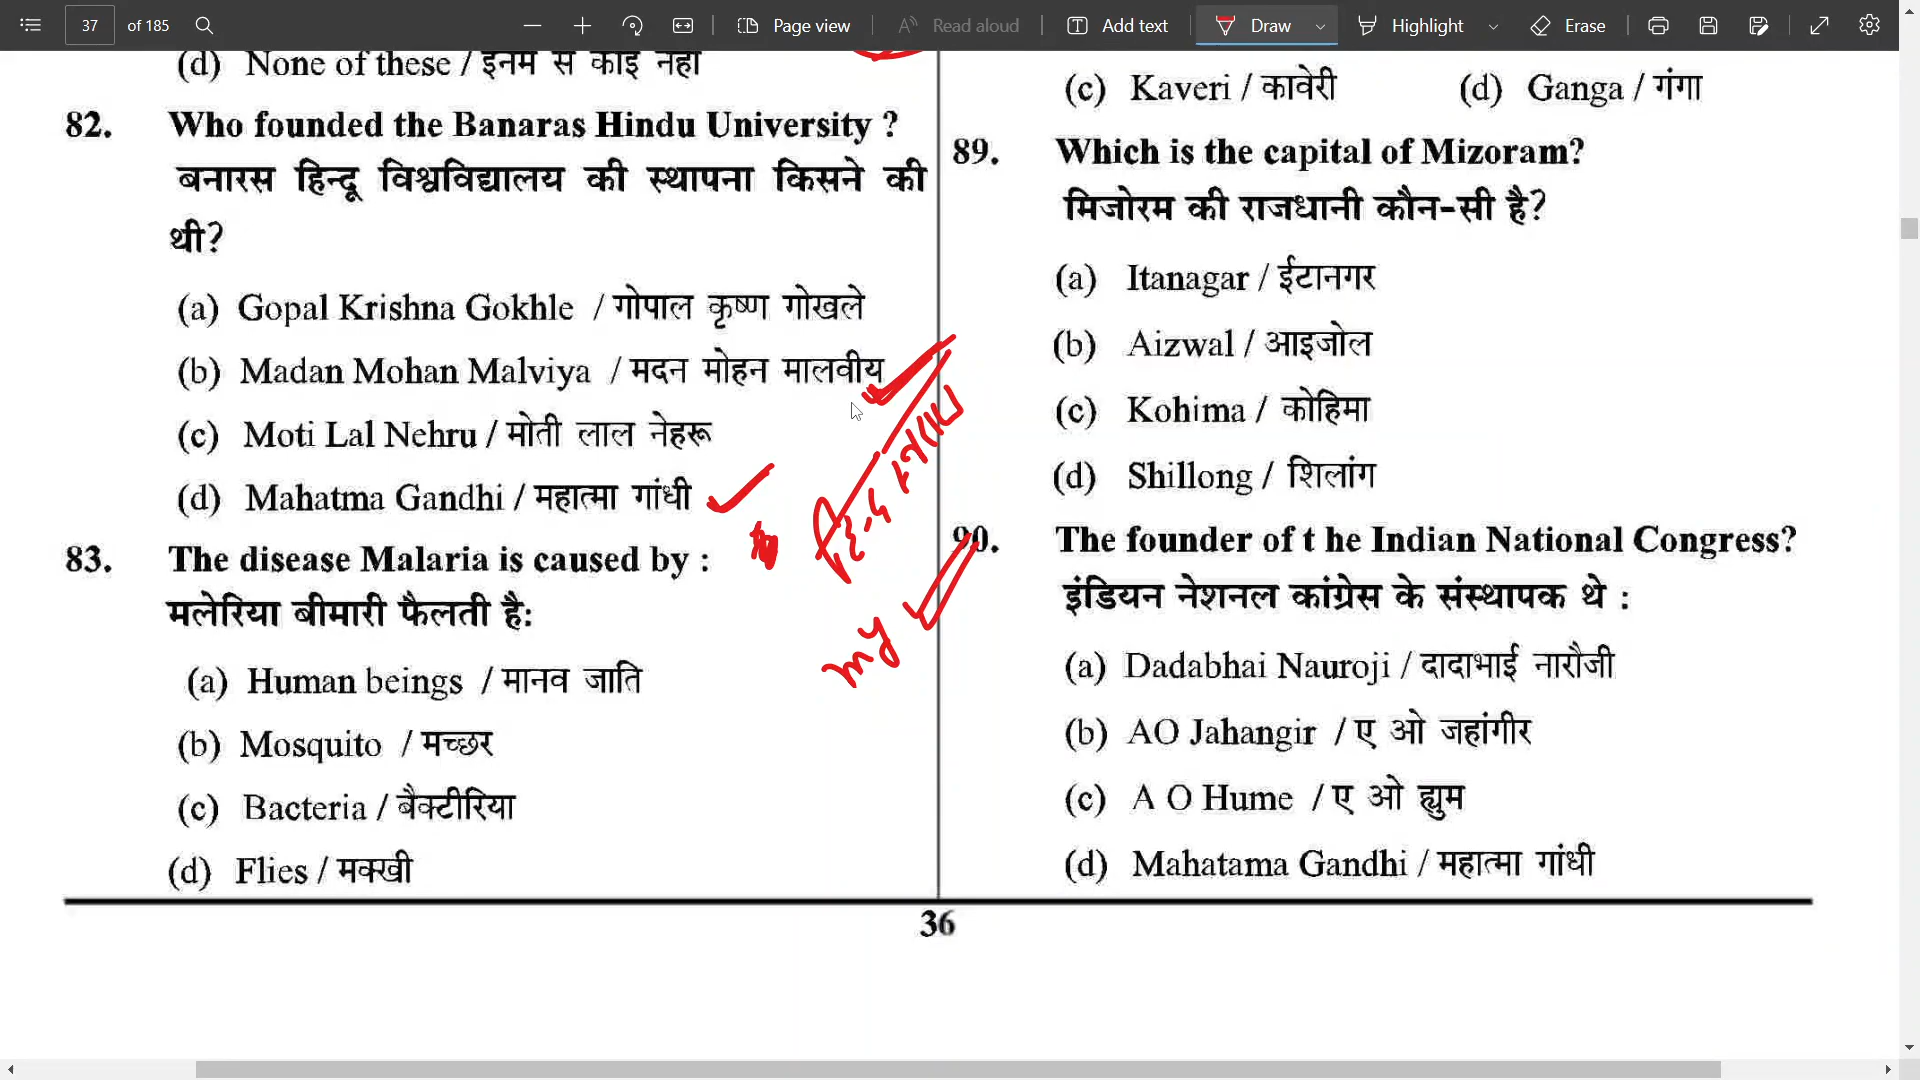 37 of 185 Page view Read aloud Add text Draw Highlight Erase
(d) None of these / इनमें से कोई नहीं
82. Who founded the Banaras Hindu University ?
बनारस हिन्दू विश्वविद्यालय की स्थापना किसने की
थी?
(a) Gopal Krishna Gokhle / गोपाल कृष्ण गोखले
(b) Madan Mohan Malviya / मदन मोहन मालवीय
(c) Moti Lal Nehru / मोती लाल नेहरू
(d) Mahatma Gandhi / महात्मा गांधी
83. The disease Malaria is caused by :
मलेरिया बीमारी फैलती है:
(a) Human beings / मानव जाति
(b) Mosquito / मच्छर
(c) Bacteria / बैक्टीरिया
(d) Flies / मक्खी
my
(c) Kaveri / कावेरी (d) Ganga / गंगा
89. Which is the capital of Mizoram?
मिजोरम की राजधानी कौन-सी है?
(a) Itanagar / ईटानगर
(b) Aizwal / आइजोल
(c) Kohima / कोहिमा
(d) Shillong / शिलांग
90. The founder of t he Indian National Congress?
इंडियन नेशनल कांग्रेस के संस्थापक थे :
(a) Dadabhai Nauroji / दादाभाई नारौजी
(b) AO Jahangir / ए ओ जहांगीर
(c) A O Hume / ए ओ ह्युम
(d) Mahatama Gandhi / महात्मा गांधी
36